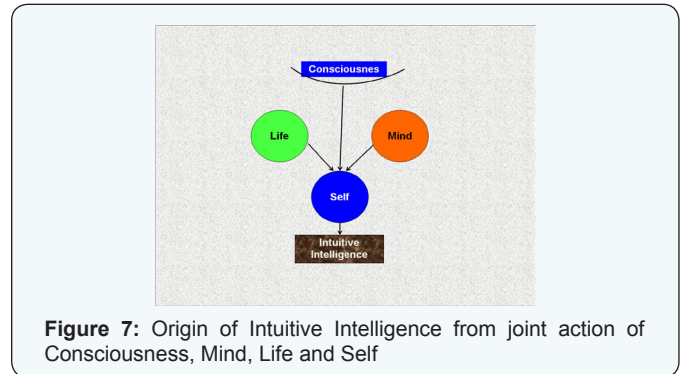 Consciousnes
Life
Mind
Self
Intuitive
Intelligence
Figure 7: Origin of Intuitive Intelligence from joint action of
Consciousness, Mind, Life and Self